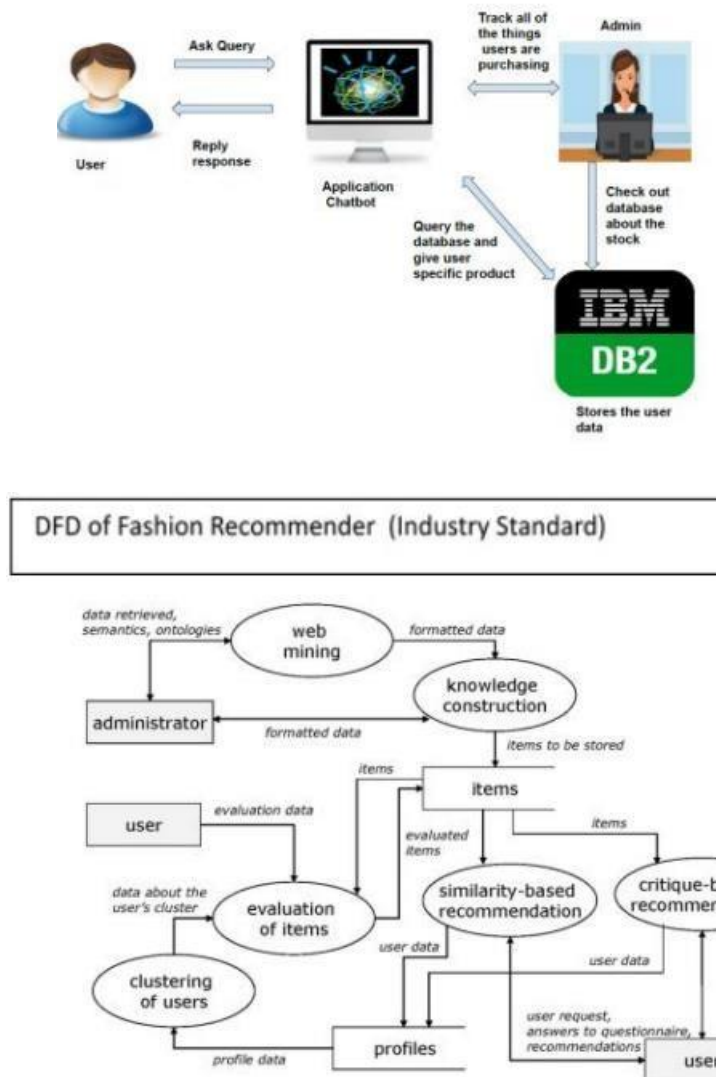 Ask Query
Reply
response
User
Application
Chatbot
Track all of
the things
users are
purchasing
Admin
Query the
database and
give user
specific product
Check out
database
about the
stock
IBM
DB2
Stores the user
data
DFD of Fashion Recommender (Industry Standard)
data retrieved,
semantics, ontologies
web
mining
formatted data
knowledge
construction
administrator
formatted data
items to be stored
items
items
user
evaluation data
evaluated
items
items
data about the
user's cluster
evaluation
of items
similarity-based
recommendation
critique-b
recommen
user data
user data
clustering
of users
profile data
profiles
user request,
answers to questionnaire,
recommendations
user